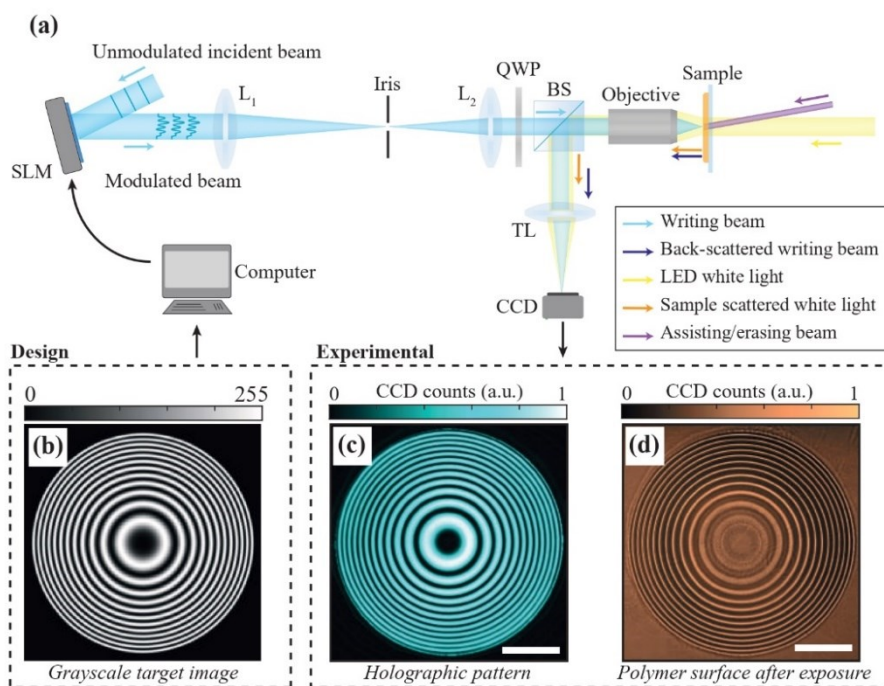 (a)
Unmodulated incident beam
L1
Iris
L2
QWP
BS
Objective
Sample
SLM
Modulated beam
TL
Computer
CCD
Writing beam
Back-scattered writing beam
LED white light
Sample scattered white light
Assisting/erasing beam
Design
0 255
(b)
Grayscale target image
Experimental
0 CCD counts (a.u.) 1
(c)
Holographic pattern
0 CCD counts (a.u.) 1
(d)
Polymer surface after exposure